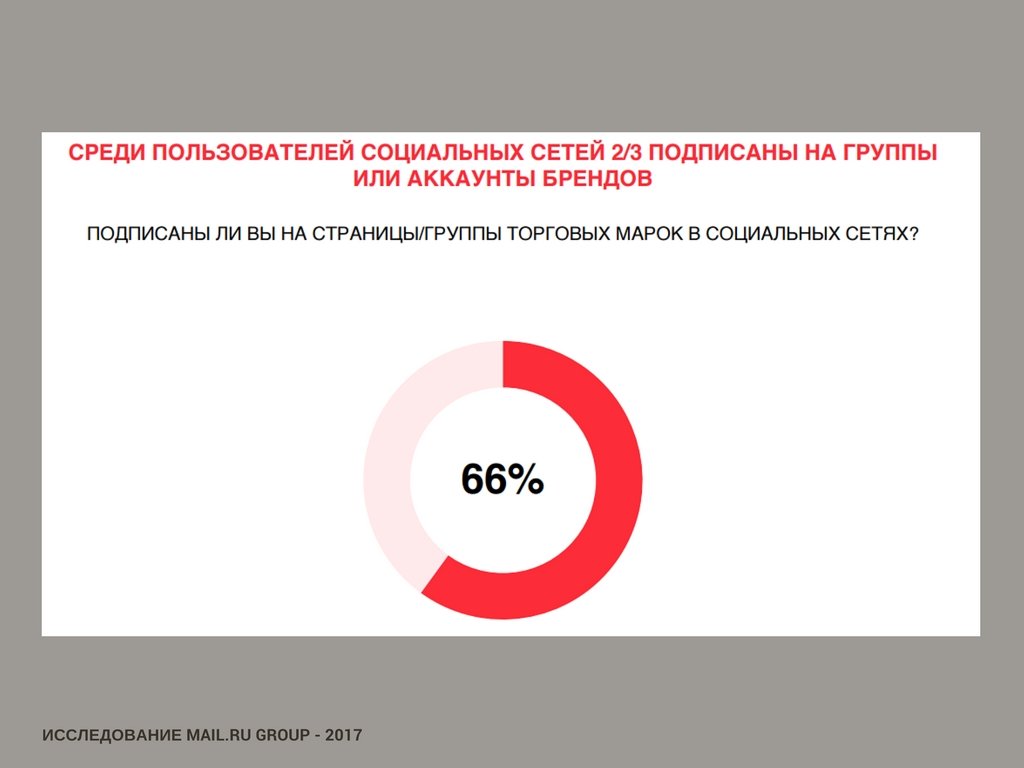 СРЕДИ ПОЛЬЗОВАТЕЛЕЙ СОЦИАЛЬНЫХ СЕТЕЙ 2/3 ПОДПИСАНЫ НА ГРУППЫ
ИЛИ АККАУНТЫ БРЕНДОВ
ПОДПИСАНЫ ЛИ ВЫ НА СТРАНИЦЫ/ГРУППЫ ТОРГОВЫХ МАРОК В СОЦИАЛЬНЫХ СЕТЯХ?
66%
ИССЛЕДОВАНИЕ MAIL.RU GROUP - 2017